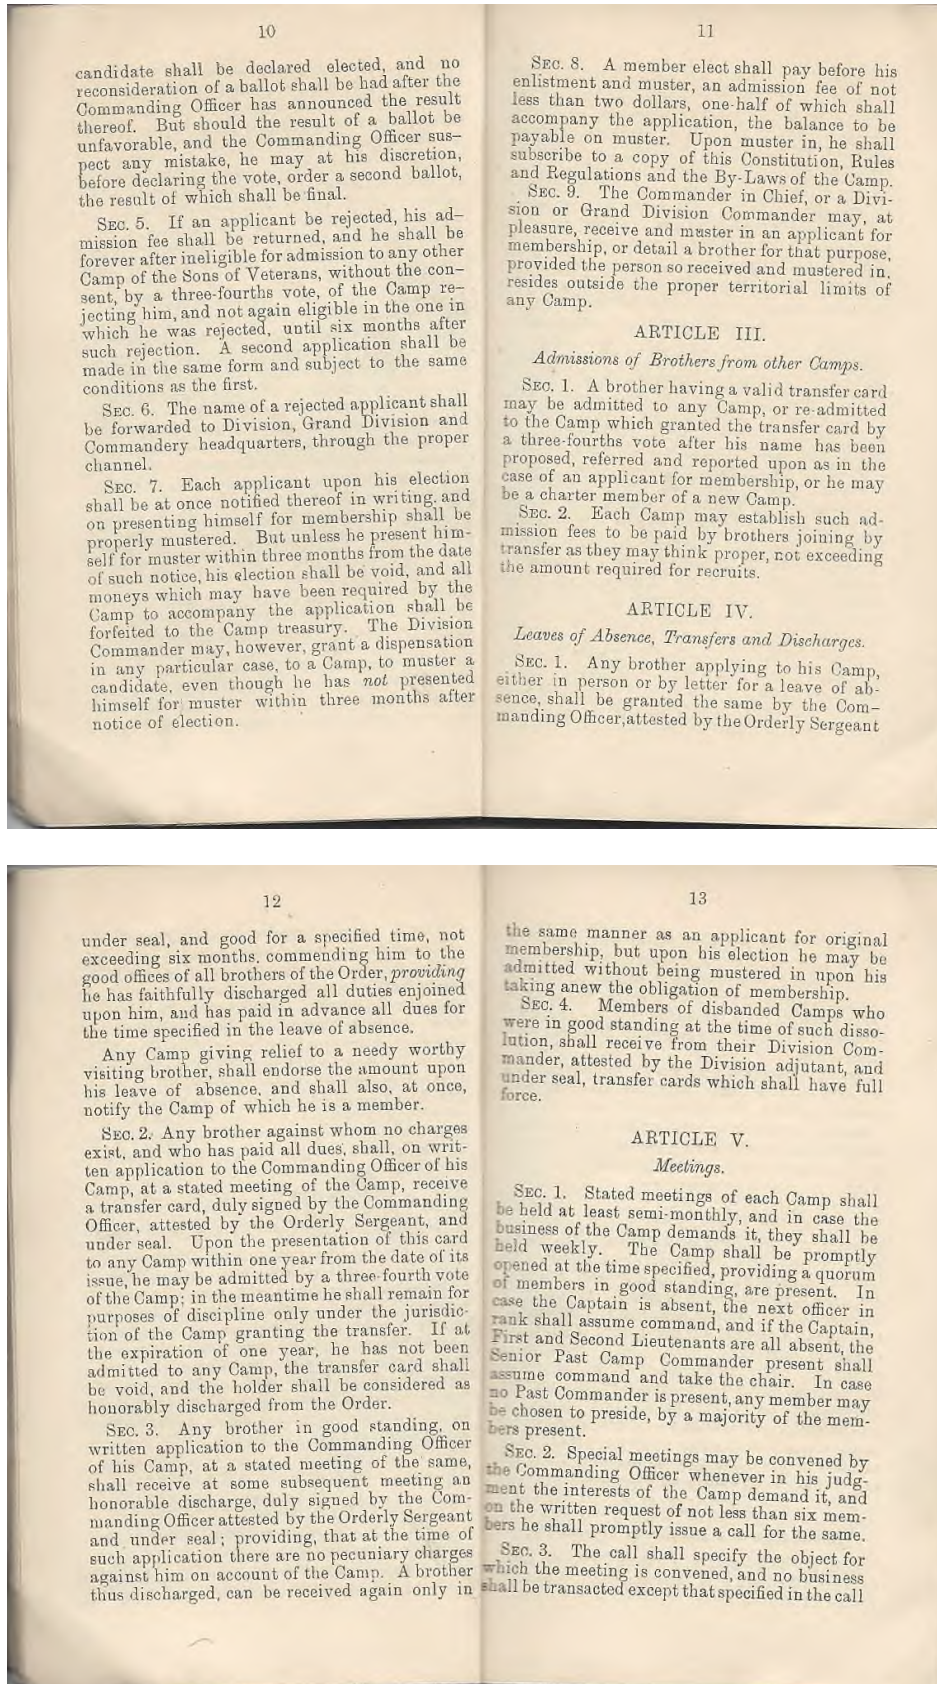 10
candidate shall be declared elected, and no
reconsideration of a ballot shall be had after the
Commanding Officer has announced the result
thereof. But should the result of a ballot be
unfavorable, and the Commanding Officer sus-
pect any mistake, he may at his discretion,
before declaring the vote, order a second ballot,
the result of which shall be final.
SEC. 5. If an applicant be rejected, his ad-
mission fee shall be returned, and he shall be
forever after ineligible for admission to any other
Camp of the Sons of Veterans, without the con-
sent, by a three-fourths vote, of the Camp re-
jecting him, and not again eligible in the one in
which he was rejected, until six months after
such rejection. A second application shall be
made in the same form and subject to the same
conditions as the first.
SEC. 6. The name of a rejected applicant shall
be forwarded to Division, Grand Division and
Commandery headquarters, through the proper
channel.
SEC. 7. Each applicant upon his election
shall be at once notified thereof in writing, and
on presenting himself for membership shall be
properly mustered. But unless he present him-
self for muster within three months from the date
of such notice, his election shall be void, and all
moneys which may have been required by the
Camp to accompany the application shall be
forfeited to the Camp treasury. The Division
Commander may, however, grant a dispensation
in any particular case, to a Camp, to muster a
candidate, even though he has not presented
himself for muster within three months after
notice of election.
11
SEC. 8. A member elect shall pay before his
enlistment and muster, an admission fee of not
less than two dollars, one-half of which shall
accompany the application, the balance to be
payable on muster. Upon muster in, he shall
subscribe to a copy of this Constitution, Rules
and Regulations and the By-Laws of the Camp.
SEC. 9. The Commander in Chief, or a Divi-
sion or Grand Division Commander may, at
pleasure, receive and muster in an applicant for
membership, or detail a brother for that purpose,
provided the person so received and mustered in,
resides outside the proper territorial limits of
any Camp.
ARTICLE III.
Admissions of Brothers from other Camps.
SEC. 1. A brother having a valid transfer card
may be admitted to any Camp, or re-admitted
to the Camp which granted the transfer card by
a three-fourths vote after his name has been
proposed, referred and reported upon as in the
case of an applicant for membership, or he may
be a charter member of a new Camp.
SEC. 2. Each Camp may establish such ad-
mission fees to be paid by brothers joining by
transfer as they may think proper, not exceeding
the amount required for recruits.
ARTICLE IV.
Leaves of Absence, Transfers and Discharges.
SEC. 1. Any brother applying to his Camp,
either in person or by letter for a leave of ab-
sence, shall be granted the same by the Com-
manding Officer, attested by the Orderly Sergeant
12
under seal, and good for a specified time, not
exceeding six months, commending him to the
good offices of all brothers of the Order, providing
he has faithfully discharged all duties enjoined
upon him, and has paid in advance all dues for
the time specified in the leave of absence.
Any Camp giving relief to a needy worthy
visiting brother, shall endorse the amount upon
his leave of absence, and shall also, at once,
notify the Camp of which he is a member.
SEC. 2. Any brother against whom no charges
exist, and who has paid all dues, shall, on writ-
ten application to the Commanding Officer of his
Camp, at a stated meeting of the Camp, receive
a transfer card, duly signed by the Commanding
Officer, attested by the Orderly Sergeant, and
under seal. Upon the presentation of this card
to any Camp within one year from the date of its
issue, he may be admitted by a three-fourth vote
of the Camp; in the meantime he shall remain for
purposes of discipline only under the jurisdic-
tion of the Camp granting the transfer. If at
the expiration of one year, he has not been
admitted to any Camp, the transfer card shall
be void, and the holder shall be considered as
honorably discharged from the Order.
SEC. 3. Any brother in good standing, on
written application to the Commanding Officer
of his Camp, at a stated meeting of the same,
shall receive at some subsequent meeting an
honorable discharge, duly signed by the Com-
manding Officer attested by the Orderly Sergeant
and under seal; providing, that at the time of
such application there are no pecuniary charges
against him on account of the Camp. A brother
thus discharged, can be received again only in
13
the same manner as an applicant for original
membership, but upon his election he may be
admitted without being mustered in upon his
taking anew the obligation of membership.
SEC. 4. Members of disbanded Camps who
were in good standing at the time of such disso-
lution, shall receive from their Division Com-
mander, attested by the Division adjutant, and
under seal, transfer cards which shall have full
force.
ARTICLE V.
Meetings.
SEC. 1. Stated meetings of each Camp shall
be held at least semi-monthly, and in case the
business of the Camp demands it, they shall be
held weekly. The Camp shall be promptly
opened at the time specified, providing a quorum
of members in good standing, are present. In
case the Captain is absent, the next officer in
rank shall assume command, and if the Captain,
First and Second Lieutenants are all absent, the
Senior Past Camp Commander present shall
assume command and take the chair. In case
no Past Commander is present, any member may
be chosen to preside, by a majority of the mem-
bers present.
SEC. 2. Special meetings may be convened by
the Commanding Officer whenever in his judg-
ment the interests of the Camp demand it, and
on the written request of not less than six mem-
bers he shall promptly issue a call for the same.
SEC. 3. The call shall specify the object for
which the meeting is convened, and no business
shall be transacted except that specified in the call